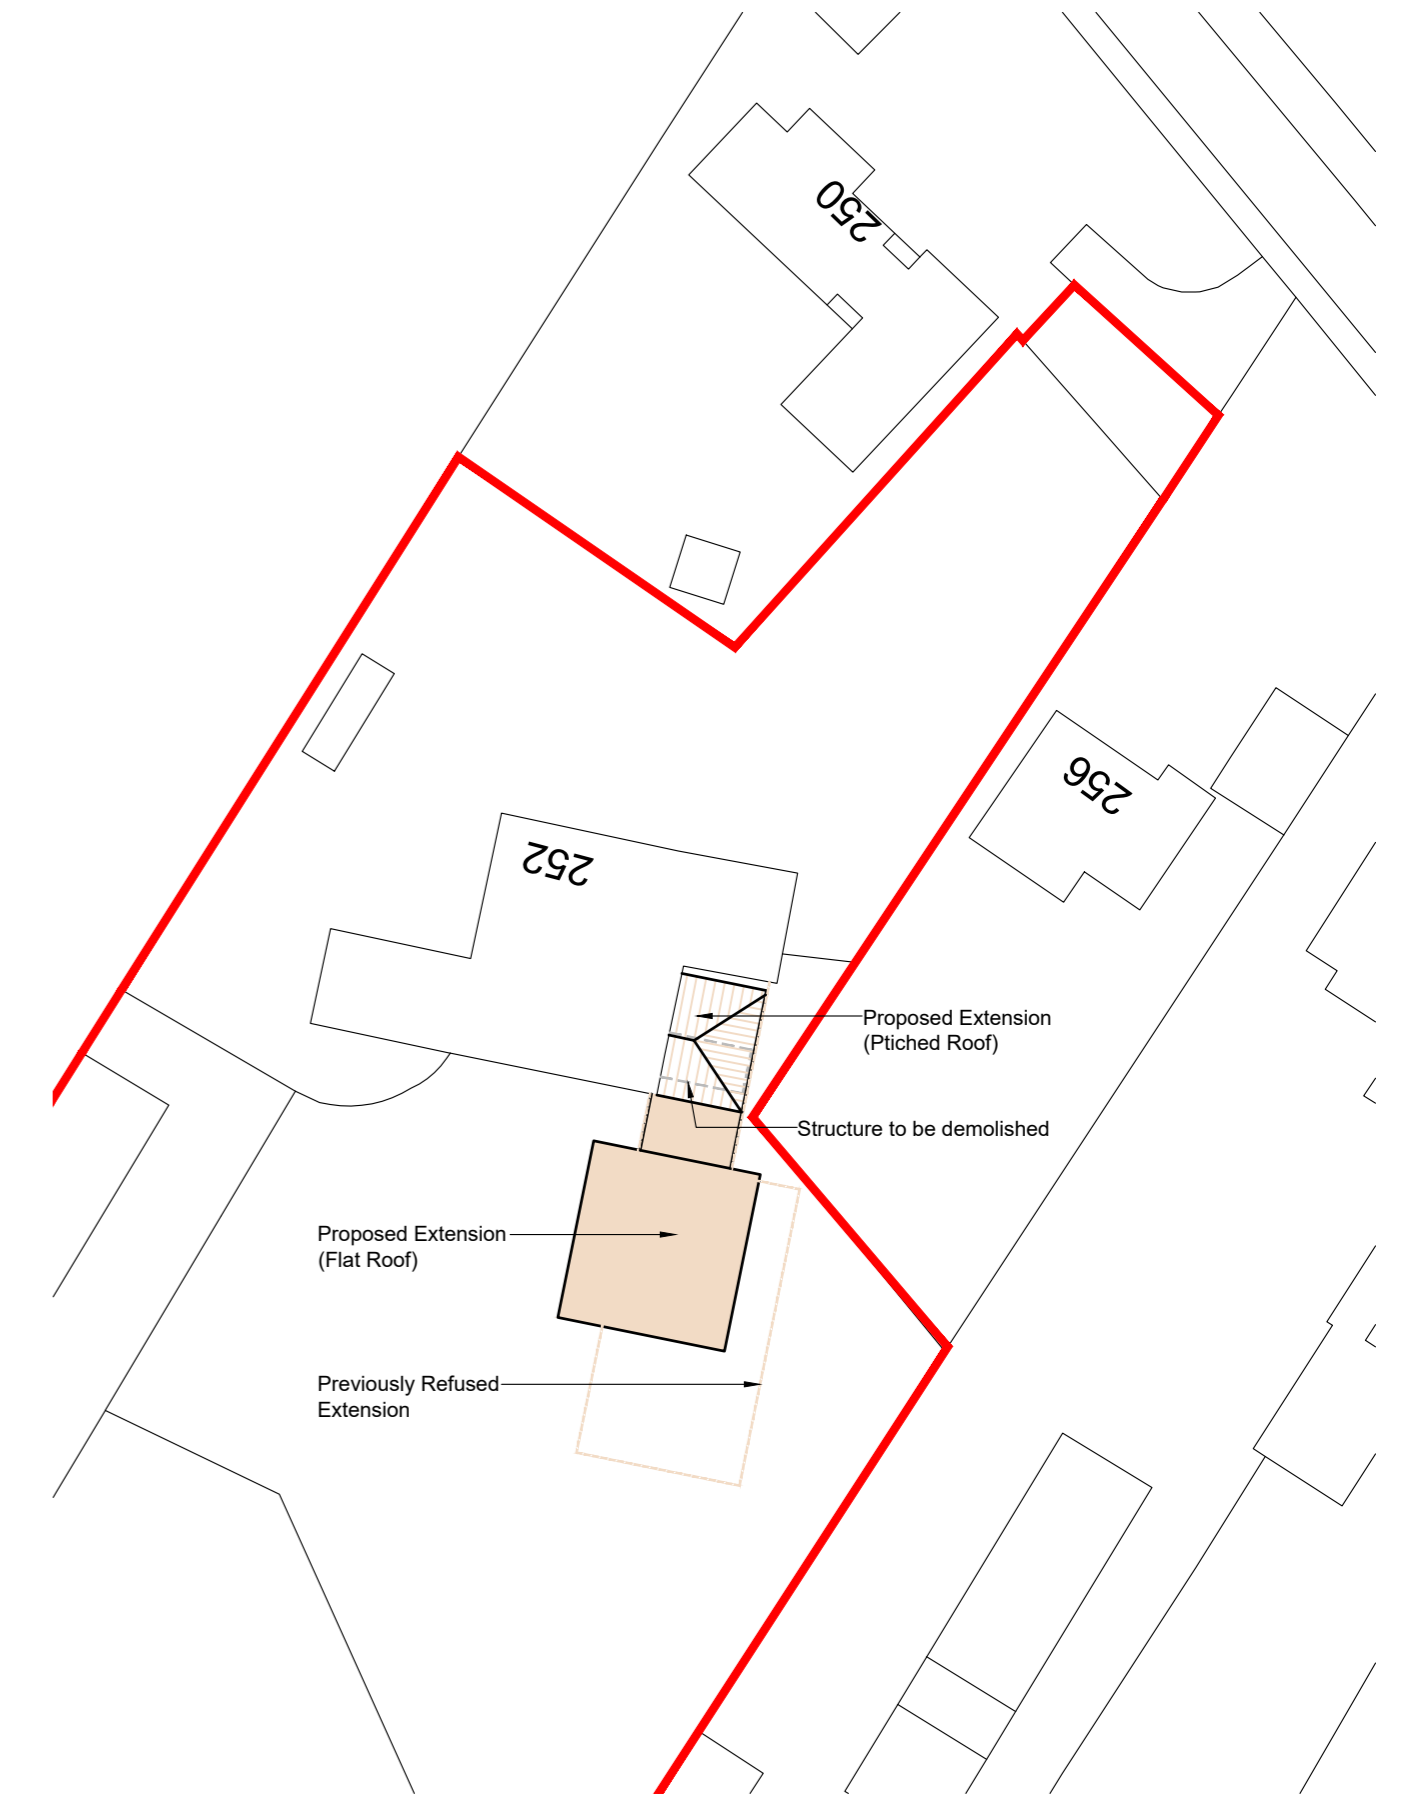 250
256
252
Proposed Extension
(Ptiched Roof)
Structure to be demolished
Proposed Extension
(Flat Roof)
Previously Refused
Extension